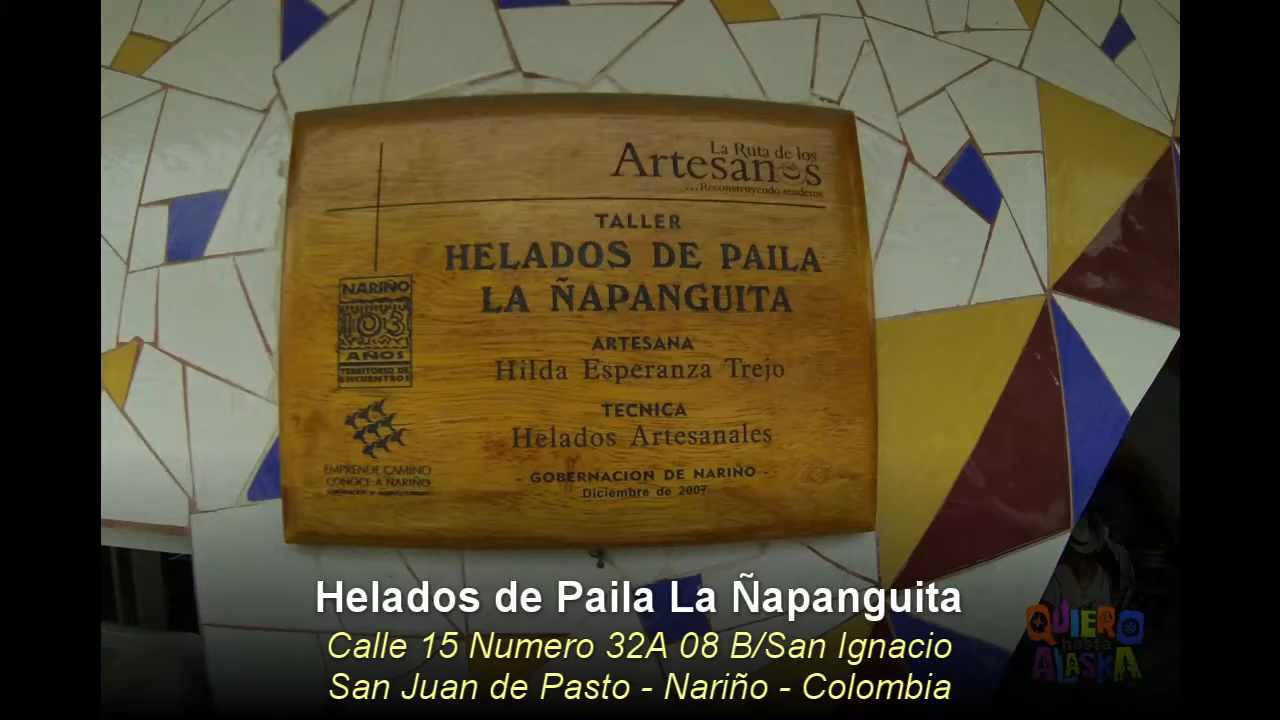 La Ruta de los
Artesanos
...Reconstruyendo senderos
TALLER
HELADOS DE PAILA
LA ÑAPANGUITA
ARTESANA
Hilda Esperanza Trejo
TECNICA
Helados Artesanales
- GOBERNACION DE NARIÑO -
Diciembre de 2007
NARIÑO
103
AÑOS
TERRITORIO DE
ENCUENTROS
EMPRENDE CAMINO
CONOCE A NARIÑO
Helados de Paila La Ñapanguita
Calle 15 Numero 32A 08 B/San Ignacio
San Juan de Pasto - Nariño - Colombia
QUIERO
hasta
ALASKA